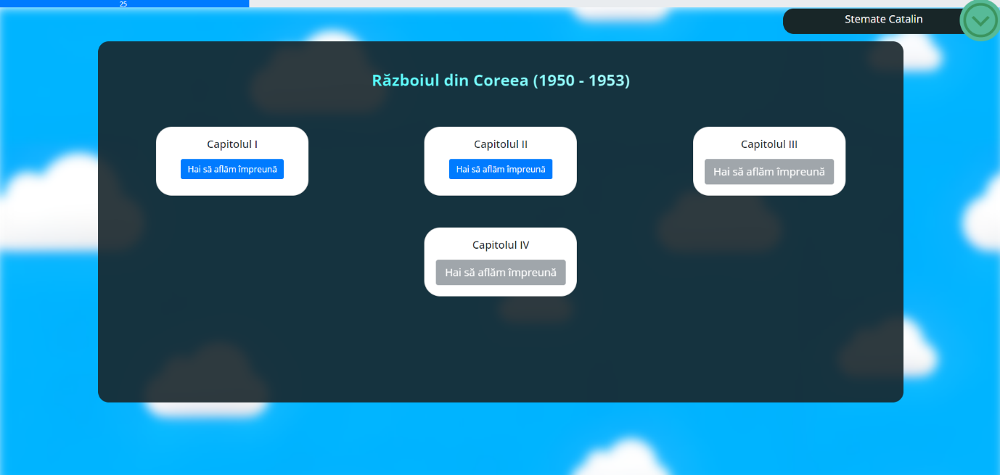 25
Stemate Catalin
Războiul din Coreea (1950 - 1953)
Capitolul I
Hai să aflăm împreună
Capitolul II
Hai să aflăm împreună
Capitolul III
Hai să aflăm împreună
Capitolul IV
Hai să aflăm împreună